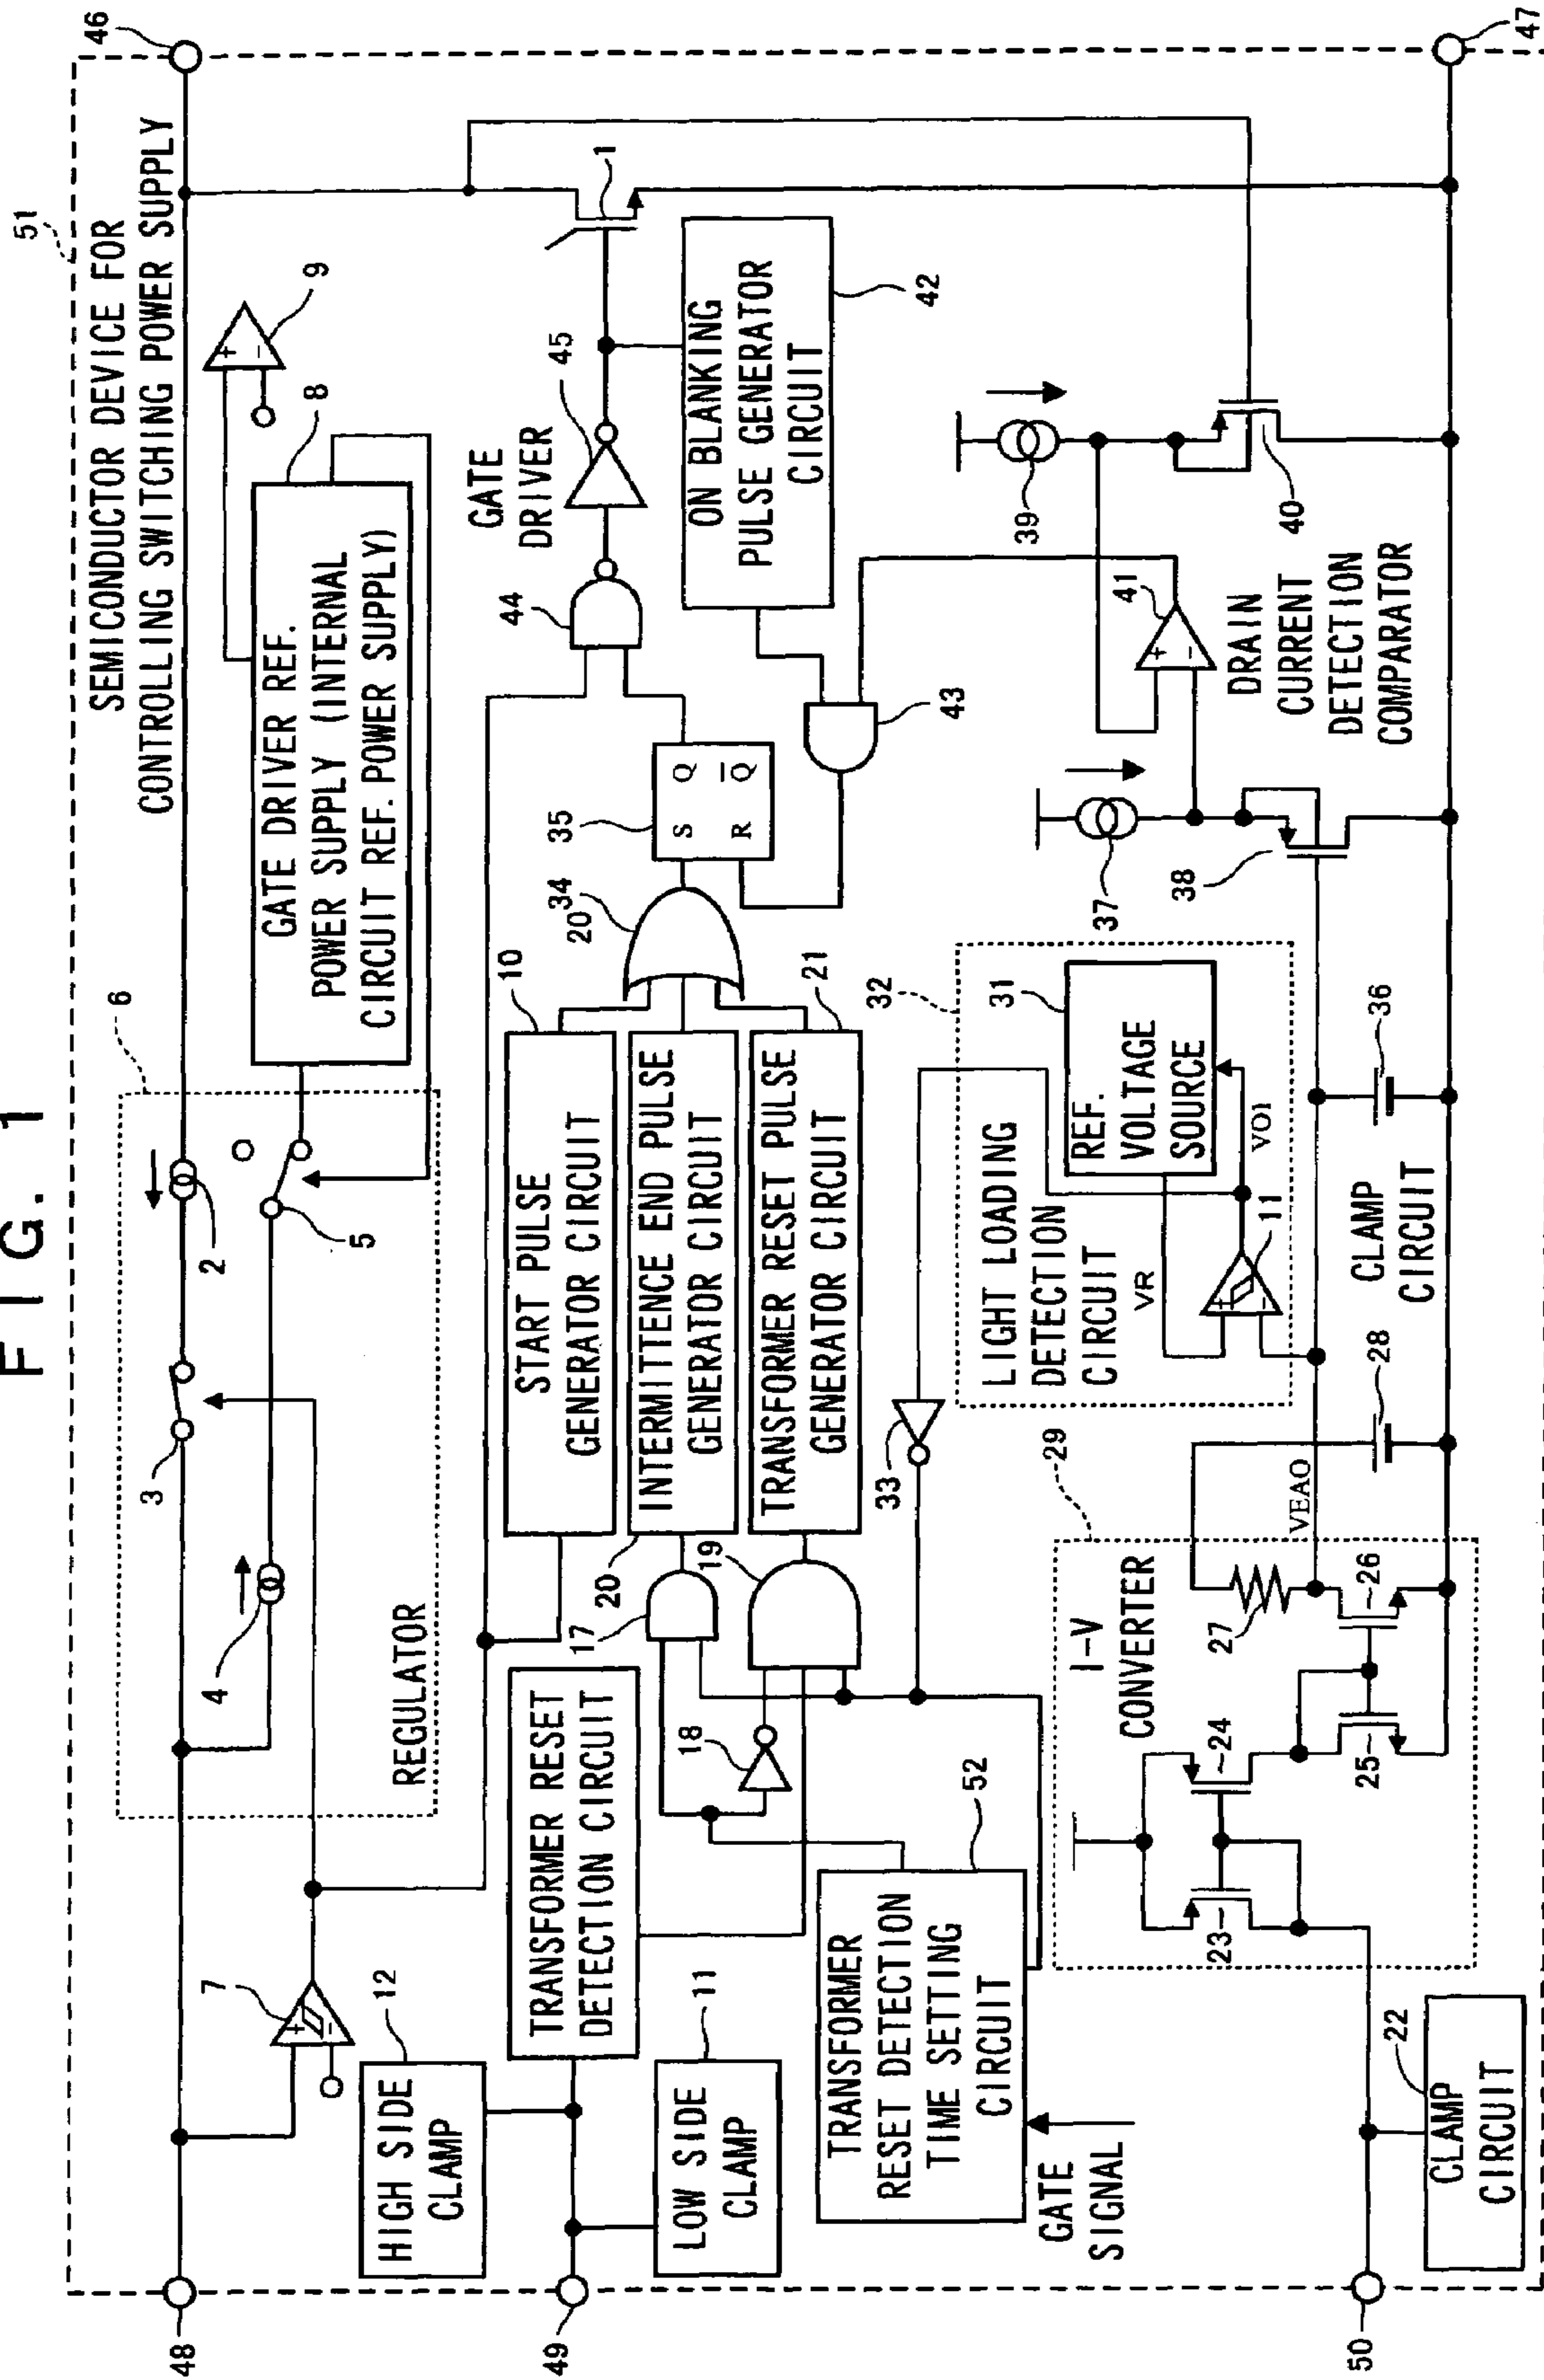 FIG. 1
51
SEMICONDUCTOR DEVICE FOR
CONTROLLING SWITCHING POWER SUPPLY
46
48
3
2
6
4
5
REGULATOR
7
+
-
GATE DRIVER REF.
POWER SUPPLY (INTERNAL
CIRCUIT REF. POWER SUPPLY)
8
+
-
9
HIGH SIDE
CLAMP
12
49
LOW SIDE
CLAMP
11
TRANSFORMER RESET
DETECTION CIRCUIT
START PULSE
GENERATOR CIRCUIT
10
INTERMITTENCE END PULSE
GENERATOR CIRCUIT
20
TRANSFORMER RESET PULSE
GENERATOR CIRCUIT
21
17
18
19
20
34
35
S
Q
R
Q̅
44
GATE
DRIVER
45
1
ON BLANKING
PULSE GENERATOR
CIRCUIT
42
43
TRANSFORMER
RESET DETECTION
TIME SETTING
CIRCUIT
52
GATE
SIGNAL
33
32
LIGHT LOADING
DETECTION
CIRCUIT
REF.
VOLTAGE
SOURCE
31
VR
VO1
+
-
11
29
I-V
CONVERTER
23
24
25
26
27
VEAO
28
CLAMP
CIRCUIT
36
37
38
39
40
41
+
-
DRAIN
CURRENT
DETECTION
COMPARATOR
50
CLAMP
CIRCUIT
22
47